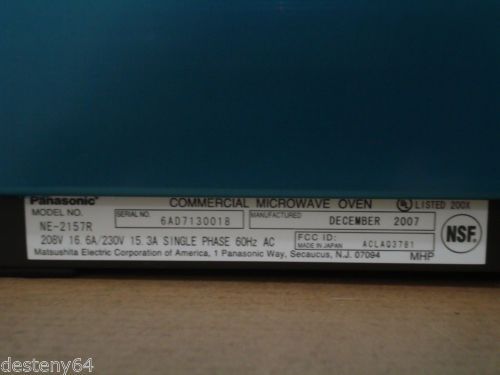 Panasonic COMMERCIAL MICROWAVE OVEN UL LISTED 200X
MODEL NO. SERIAL NO. 6AD7130018 MANUFACTURED DECEMBER 2007
NE-2157R
208V 16.6A/230V 15.3A SINGLE PHASE 60Hz AC FCC ID: ACLAQ3781
MADE IN JAPAN
NSF®
Matsushita Electric Corporation of America, 1 Panasonic Way, Secaucus, N.J. 07094 MHP
desteny64